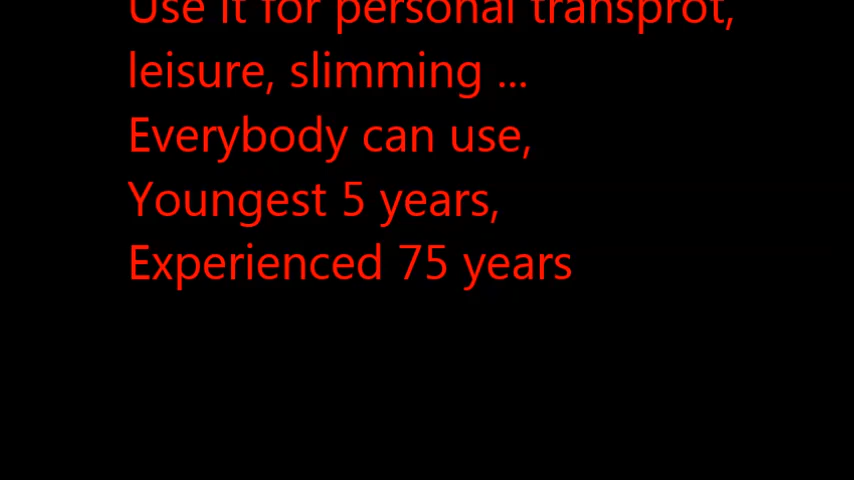 Use it for personal transprot,
leisure, slimming ...
Everybody can use,
Youngest 5 years,
Experienced 75 years